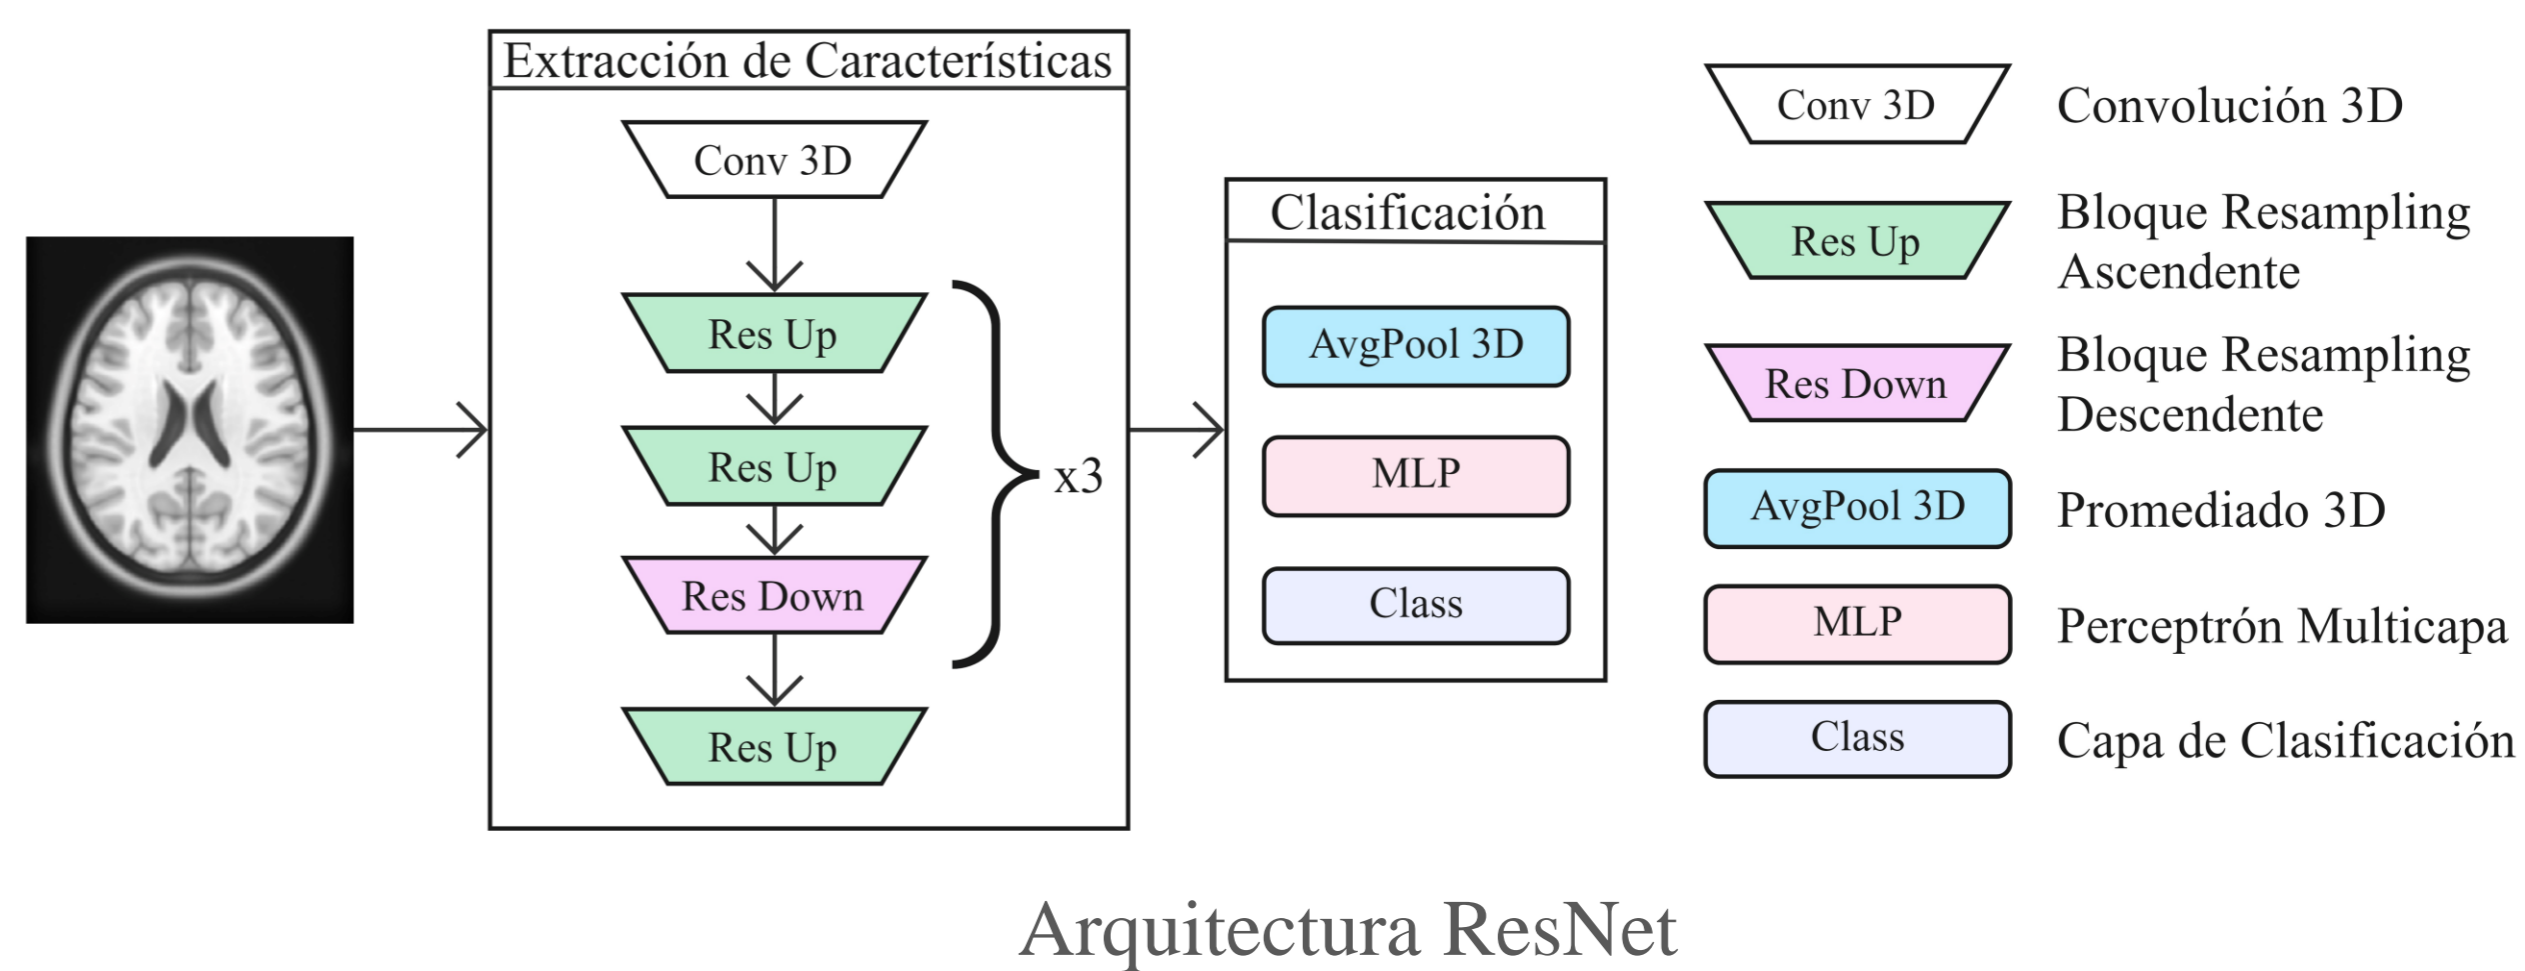 Extracción de Características
Conv 3D
Res Up
Res Up
Res Down
x3
Res Up
Clasificación
AvgPool 3D
MLP
Class
Conv 3D
Convolución 3D
Res Up
Bloque Resampling
Ascendente
Res Down
Bloque Resampling
Descendente
AvgPool 3D
Promediado 3D
MLP
Perceptrón Multicapa
Class
Capa de Clasificación
Arquitectura ResNet